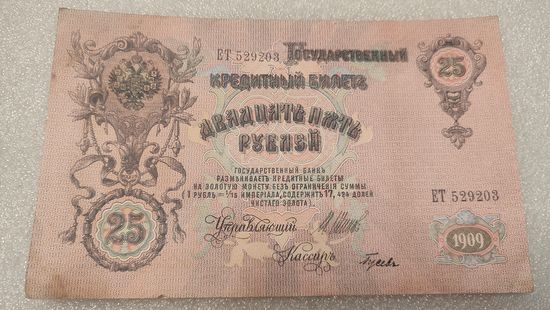 ЕТ 529203 Государственный
25
Кредитный Билетъ
Двадцать пять
Рублей
Государственный Банкъ
размѣниваетъ кредитные билеты
на золотую монету безъ ограниченія суммы
(1 рубль = 1/15 имперіала, содержитъ 17,424 долей
чистаго золота).
ЕТ 529203
25
Управляющій
Кассиръ
1909